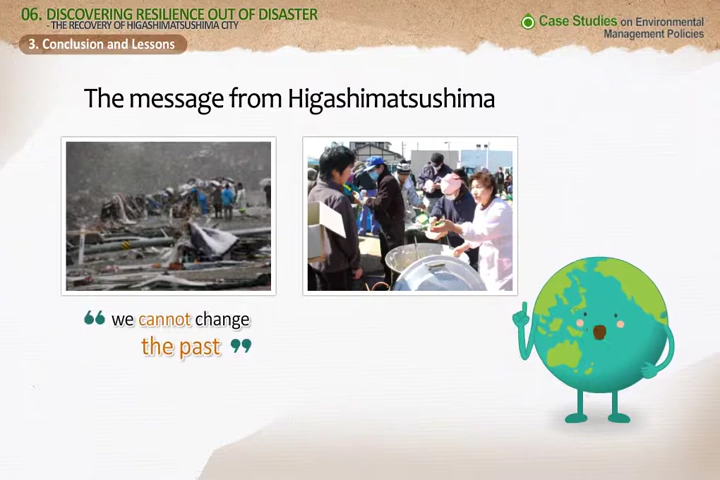 06. DISCOVERING RESILIENCE OUT OF DISASTER
- THE RECOVERY OF HIGASHIMATSUSHIMA CITY
Case Studies on Environmental
Management Policies
3. Conclusion and Lessons
The message from Higashimatsushima
“ we cannot change
the past ”